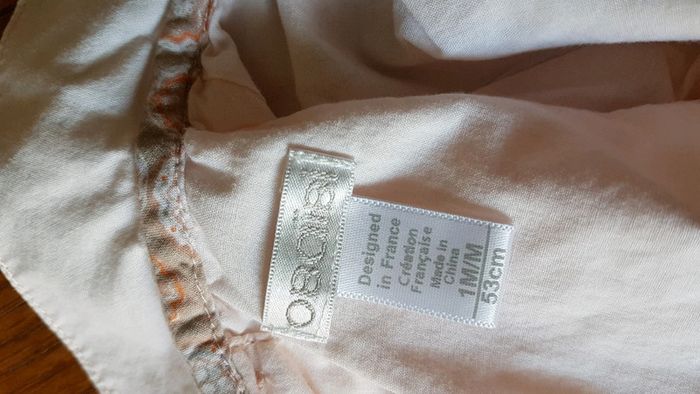 obaïbi
Designed
in France
Création
Française
Made in
China
1M/M
53cm